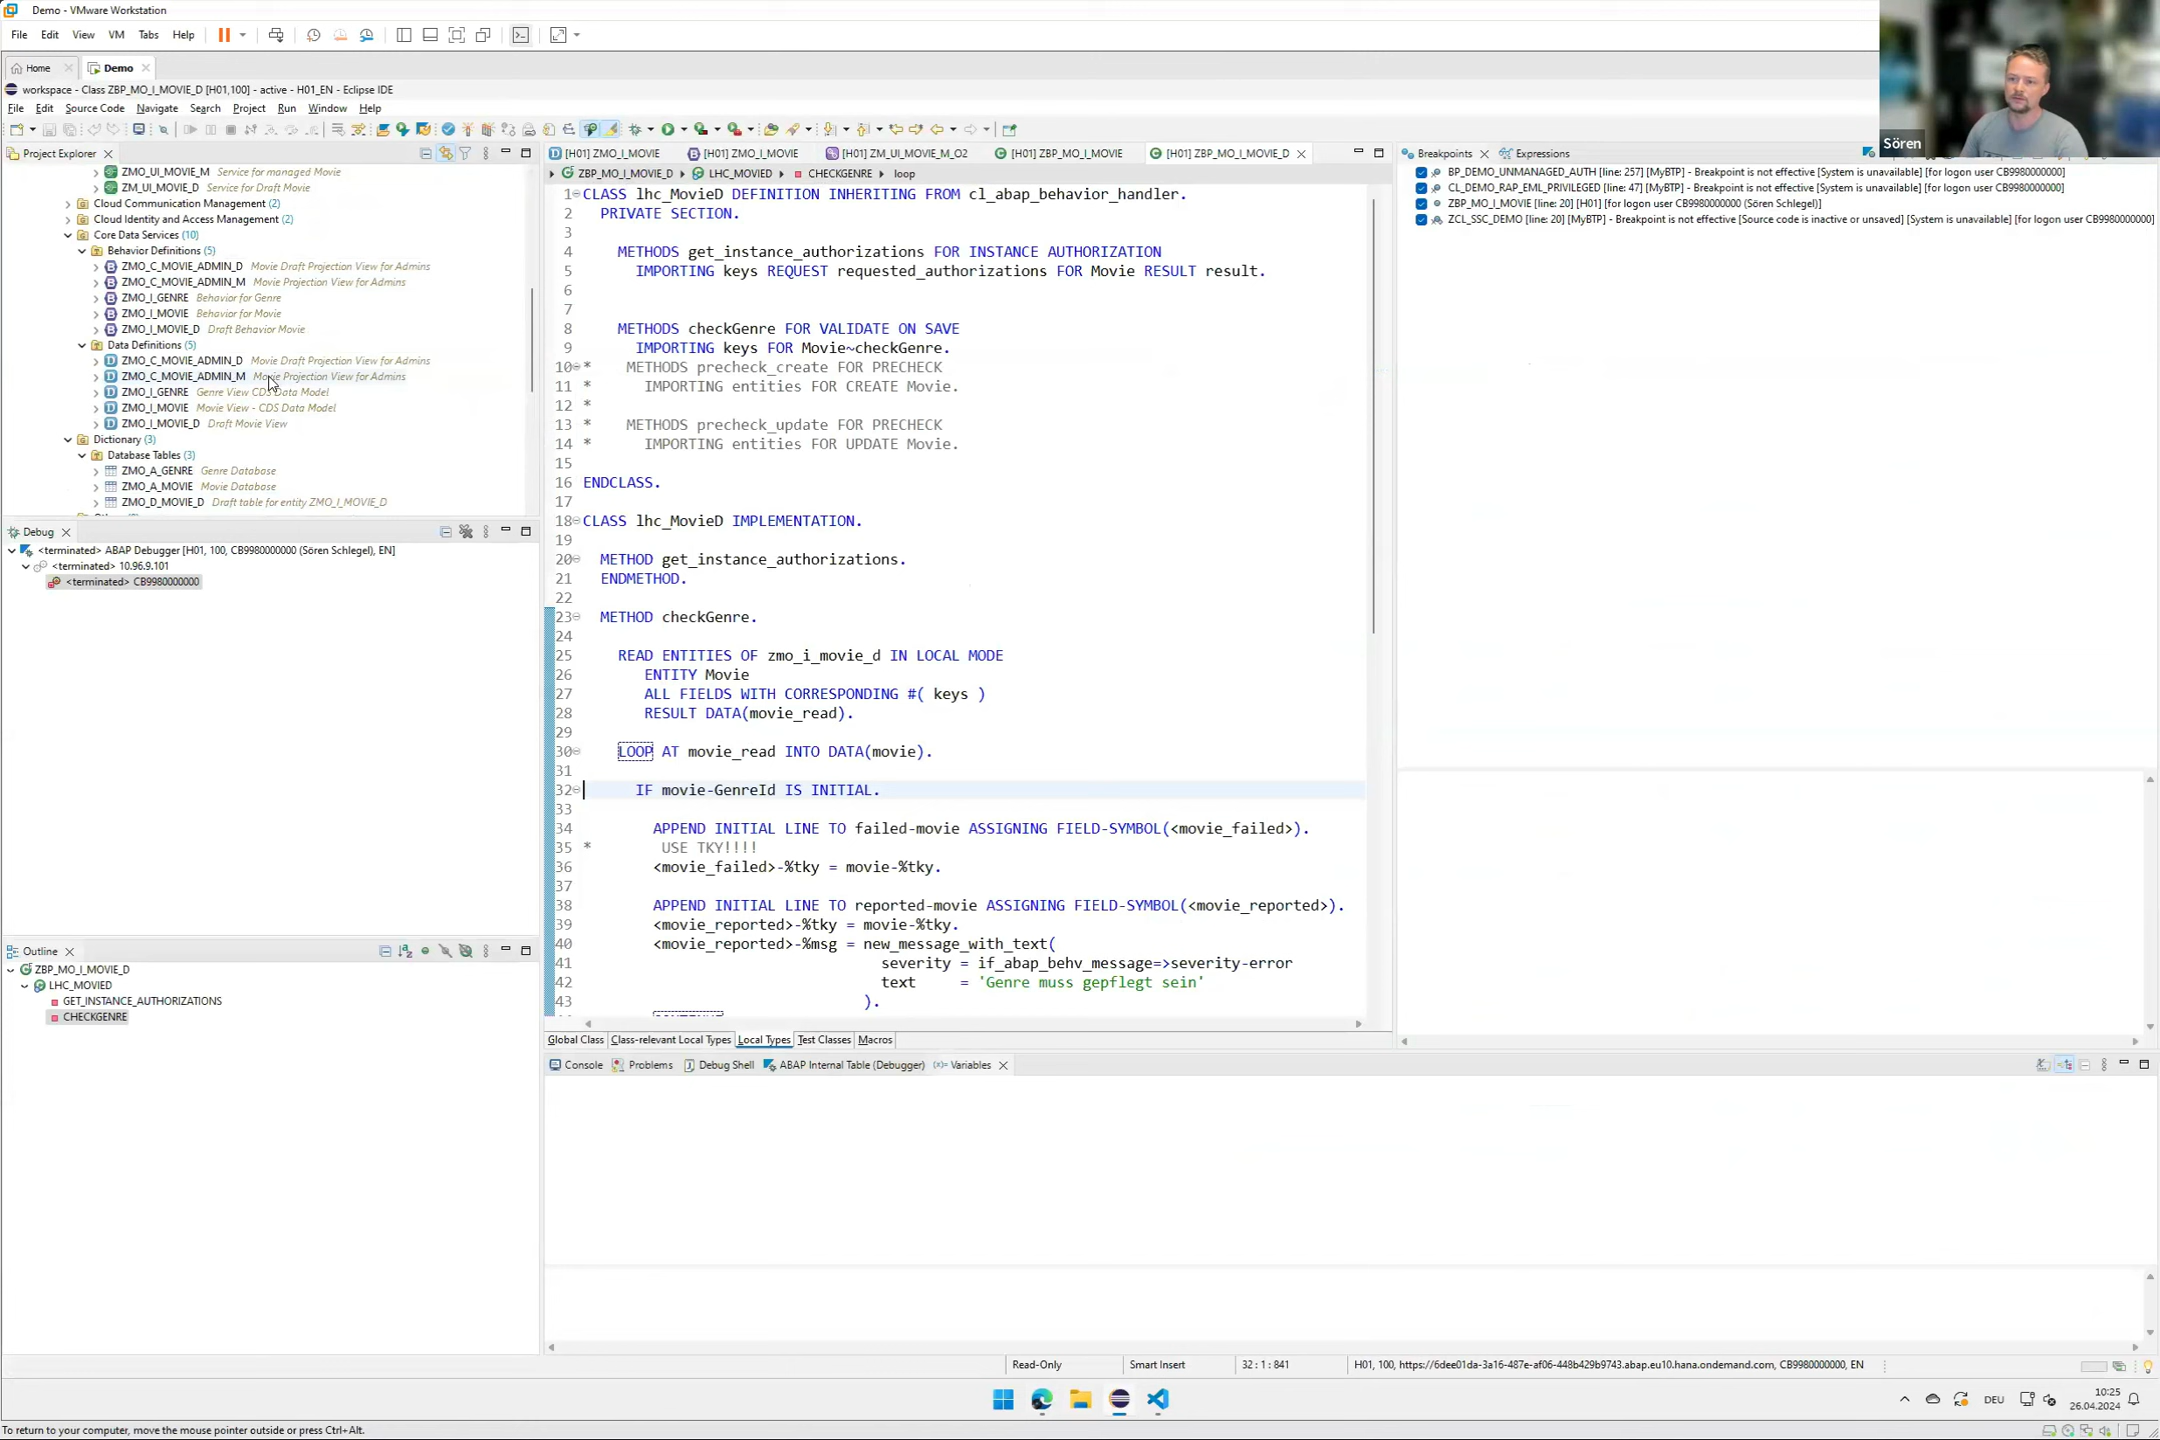 Demo - VMware Workstation
File Edit View VM Tabs Help
Home Demo
workspace - Class ZBP_MO_I_MOVIE_D [H01,100] - active - H01_EN - Eclipse IDE
File Edit Source Code Navigate Search Project Run Window Help
Project Explorer
ZMO_UI_MOVIE_M Service for managed Movie
ZM_UI_MOVIE_D Service for Draft Movie
Cloud Communication Management (2)
Cloud Identity and Access Management (2)
Core Data Services (10)
Behavior Definitions (5)
ZMO_C_MOVIE_ADMIN_D Movie Draft Projection View for Admins
ZMO_C_MOVIE_ADMIN_M Movie Projection View for Admins
ZMO_I_GENRE Behavior for Genre
ZMO_I_MOVIE Behavior for Movie
ZMO_I_MOVIE_D Draft Behavior Movie
Data Definitions (5)
ZMO_C_MOVIE_ADMIN_D Movie Draft Projection View for Admins
ZMO_C_MOVIE_ADMIN_M Movie Projection View for Admins
ZMO_I_GENRE Genre View CDS Data Model
ZMO_I_MOVIE Movie View - CDS Data Model
ZMO_I_MOVIE_D Draft Movie View
Dictionary (3)
Database Tables (3)
ZMO_A_GENRE Genre Database
ZMO_A_MOVIE Movie Database
ZMO_D_MOVIE_D Draft table for entity ZMO_I_MOVIE_D
Debug
<terminated> ABAP Debugger [H01, 100, CB9980000000 (Sören Schlegel), EN]
<terminated> 10.96.9.101
<terminated> CB9980000000
Outline
ZBP_MO_I_MOVIE_D
LHC_MOVIED
GET_INSTANCE_AUTHORIZATIONS
CHECKGENRE
[H01] ZMO_I_MOVIE [H01] ZMO_I_MOVIE [H01] ZM_UI_MOVIE_M_O2 [H01] ZBP_MO_I_MOVIE [H01] ZBP_MO_I_MOVIE_D
ZBP_MO_I_MOVIE_D LHC_MOVIED CHECKGENRE loop
1 CLASS lhc_MovieD DEFINITION INHERITING FROM cl_abap_behavior_handler.
2 PRIVATE SECTION.
3
4 METHODS get_instance_authorizations FOR INSTANCE AUTHORIZATION
5 IMPORTING keys REQUEST requested_authorizations FOR Movie RESULT result.
6
7
8 METHODS checkGenre FOR VALIDATE ON SAVE
9 IMPORTING keys FOR Movie~checkGenre.
10 * METHODS precheck_create FOR PRECHECK
11 * IMPORTING entities FOR CREATE Movie.
12 *
13 * METHODS precheck_update FOR PRECHECK
14 * IMPORTING entities FOR UPDATE Movie.
15
16 ENDCLASS.
17
18 CLASS lhc_MovieD IMPLEMENTATION.
19
20 METHOD get_instance_authorizations.
21 ENDMETHOD.
22
23 METHOD checkGenre.
24
25 READ ENTITIES OF zmo_i_movie_d IN LOCAL MODE
26 ENTITY Movie
27 ALL FIELDS WITH CORRESPONDING #( keys )
28 RESULT DATA(movie_read).
29
30 LOOP AT movie_read INTO DATA(movie).
31
32 IF movie-GenreId IS INITIAL.
33
34 APPEND INITIAL LINE TO failed-movie ASSIGNING FIELD-SYMBOL(<movie_failed>).
35 * USE TKY!!!!
36 <movie_failed>-%tky = movie-%tky.
37
38 APPEND INITIAL LINE TO reported-movie ASSIGNING FIELD-SYMBOL(<movie_reported>).
39 <movie_reported>-%tky = movie-%tky.
40 <movie_reported>-%msg = new_message_with_text(
41 severity = if_abap_behv_message=>severity-error
42 text = 'Genre muss gepflegt sein'
43 ).
Global Class Class-relevant Local Types Local Types Test Classes Macros
Breakpoints Expressions
BP_DEMO_UNMANAGED_AUTH [line: 257] [MyBTP] - Breakpoint is not effective [System is unavailable] [for logon user CB9980000000]
CL_DEMO_RAP_EML_PRIVILEGED [line: 47] [MyBTP] - Breakpoint is not effective [System is unavailable] [for logon user CB9980000000]
ZBP_MO_I_MOVIE [line: 20] [H01] [for logon user CB9980000000 (Sören Schlegel)]
ZCL_SSC_DEMO [line: 20] [MyBTP] - Breakpoint is not effective [Source code is inactive or unsaved] [System is unavailable] [for logon user CB9980000000]
Sören
Console Problems Debug Shell ABAP Internal Table (Debugger) (x)= Variables
Read-Only Smart Insert 32 : 1 : 841 H01, 100, https://6dee01da-3a16-487e-af06-448b429b9743.abap.eu10.hana.ondemand.com, CB9980000000, EN
DEU 10:25
26.04.2024
To return to your computer, move the mouse pointer outside or press Ctrl+Alt.